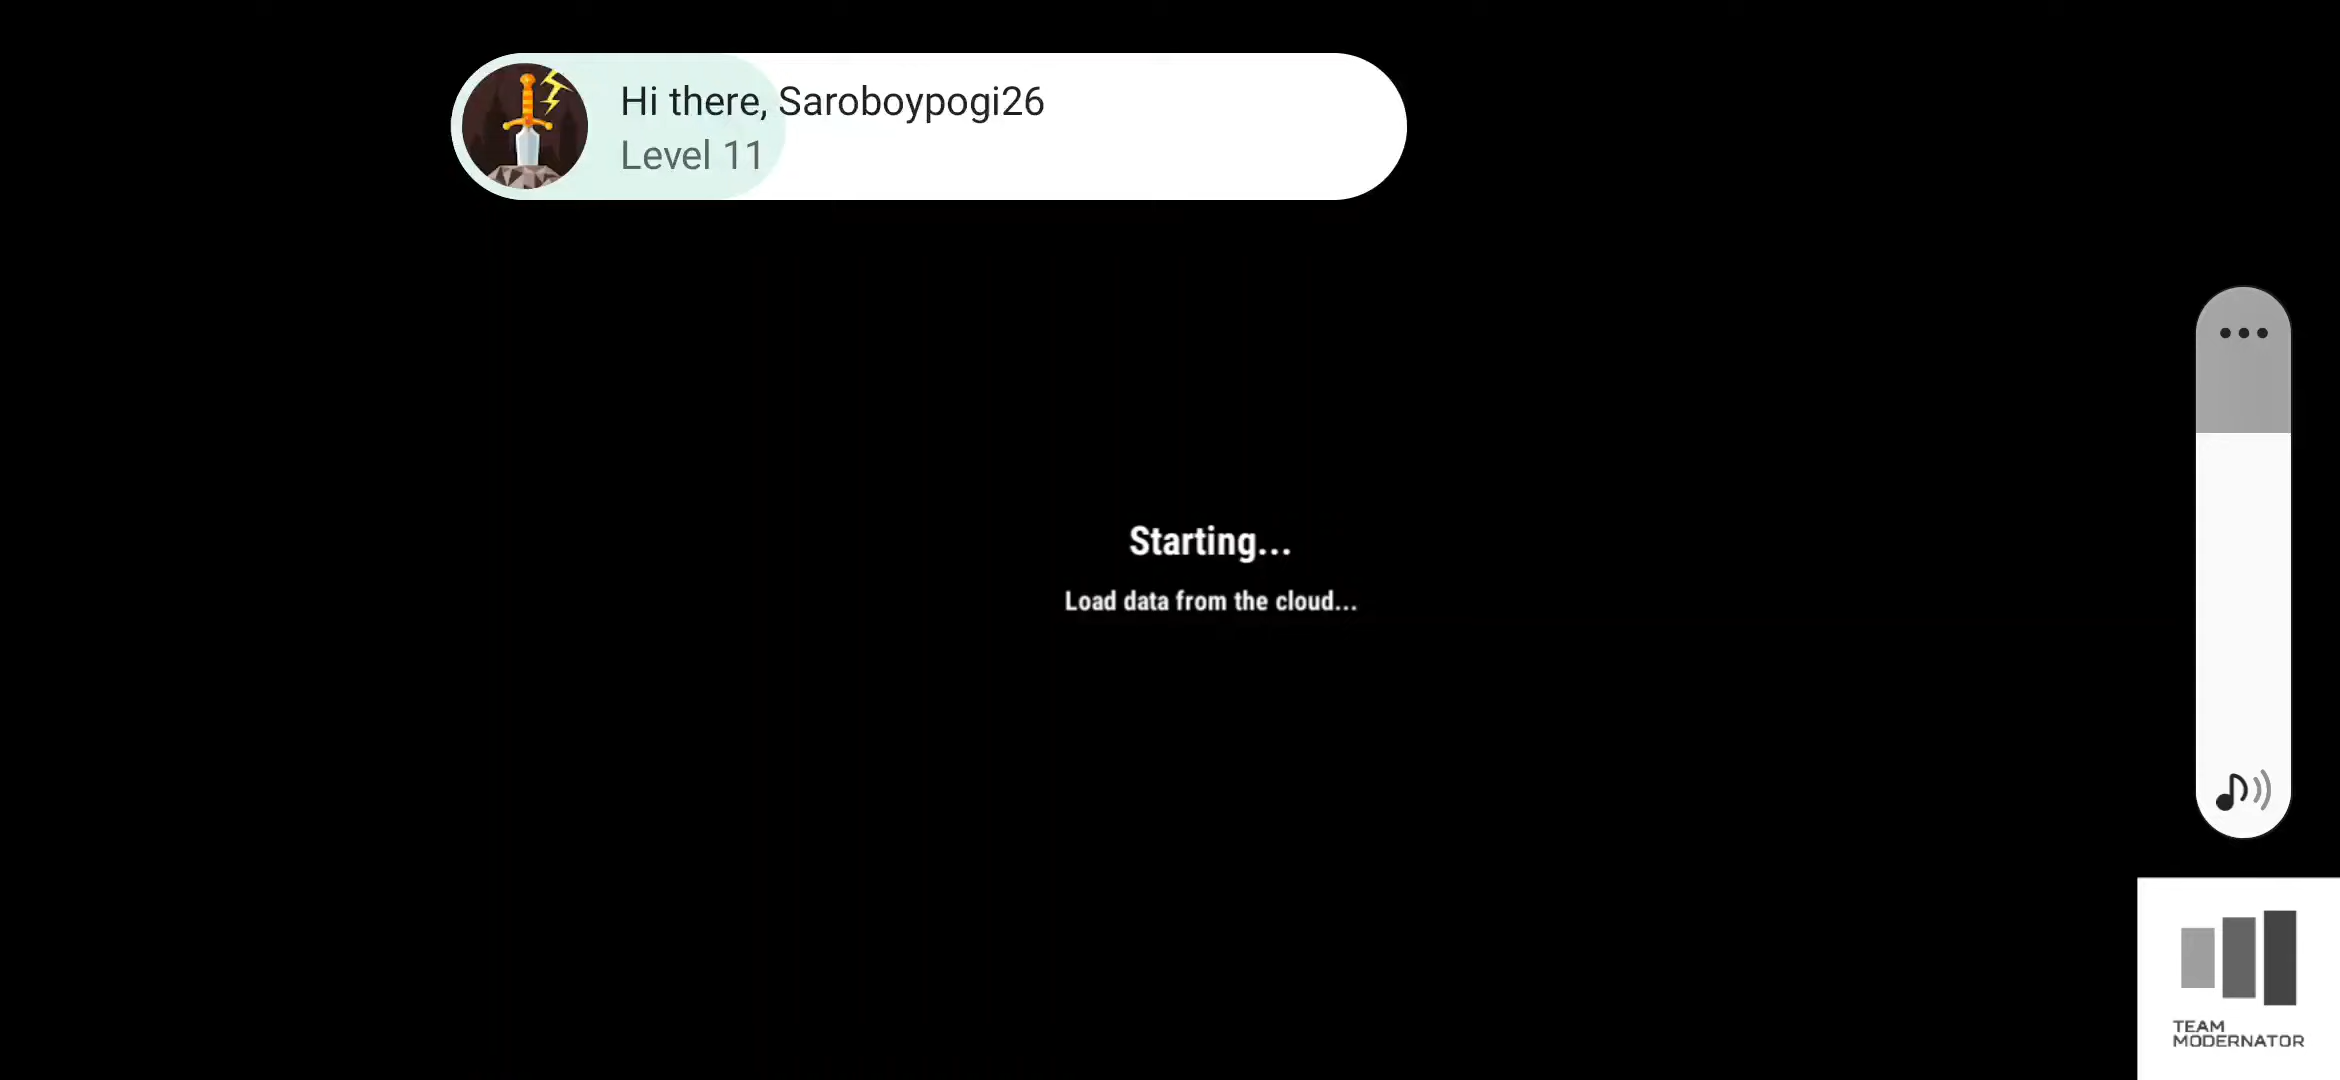 Hi there, Saroboypogi26
Level 11
Starting...
Load data from the cloud...
TEAM
MODERNATOR